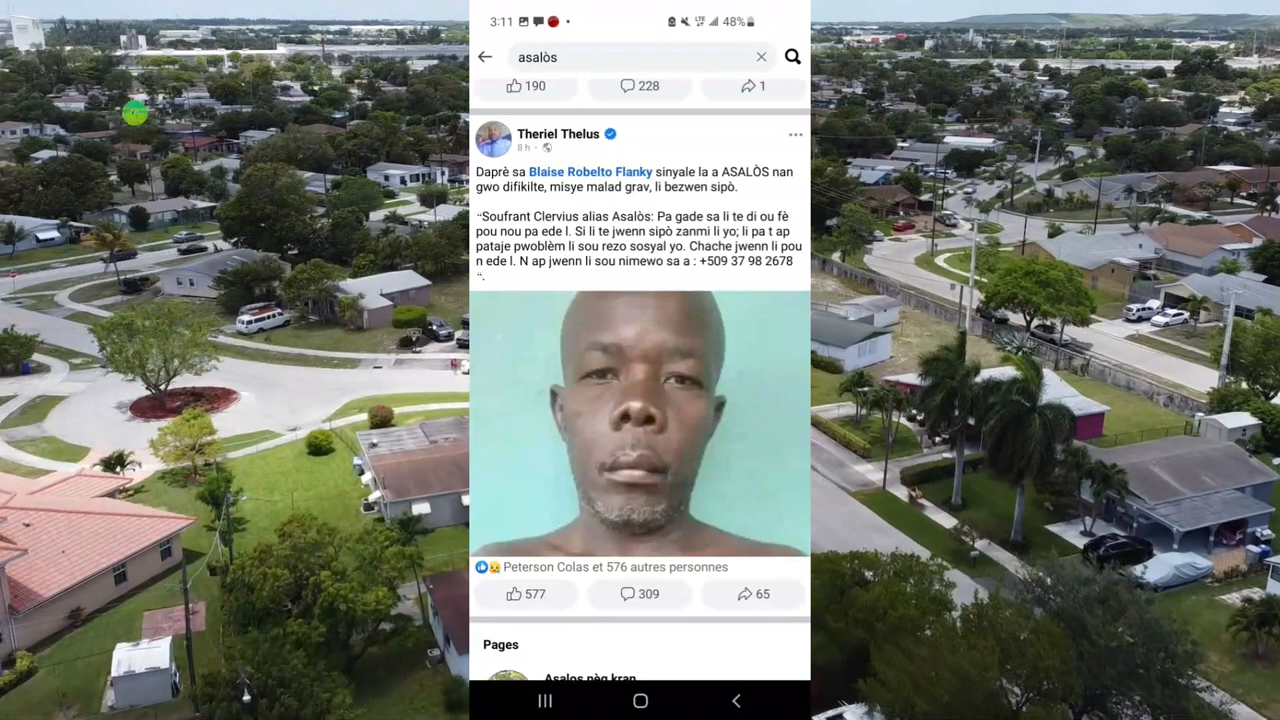 3:11
LTE
48%
asalòs
190
228
1
Theriel Thelus
8 h
Daprè sa Blaise Robelto Flanky sinyale la a ASALÒS nan
gwo difikilte, misye malad grav, li bezwen sipò.
“Soufrant Clervius alias Asalòs: Pa gade sa li te di ou fè
pou nou pa ede l. Si li te jwenn sipò zanmi li yo; li pa t ap
pataje pwoblèm li sou rezo sosyal yo. Chache jwenn li pou
n ede l. N ap jwenn li sou nimewo sa a : +509 37 98 2678
“.
Peterson Colas et 576 autres personnes
577
309
65
Pages
Asalos nèg kran